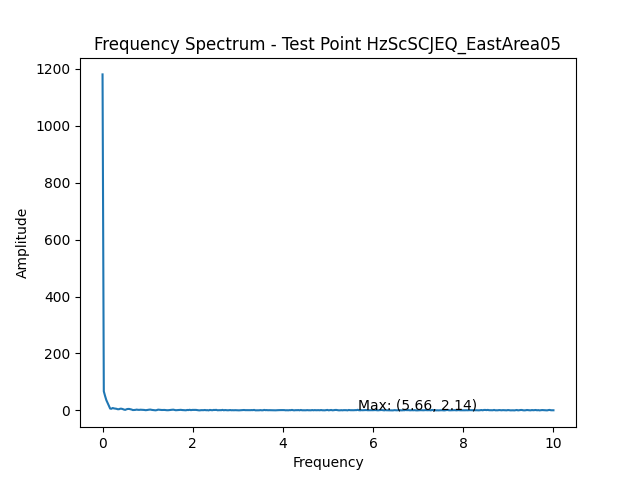 Frequency Spectrum - Test Point HzScSCJEQ_EastArea05
1200
1000
800
600
400
200
0
Amplitude
Max: (5.66, 2.14)
0 2 4 6 8 10
Frequency